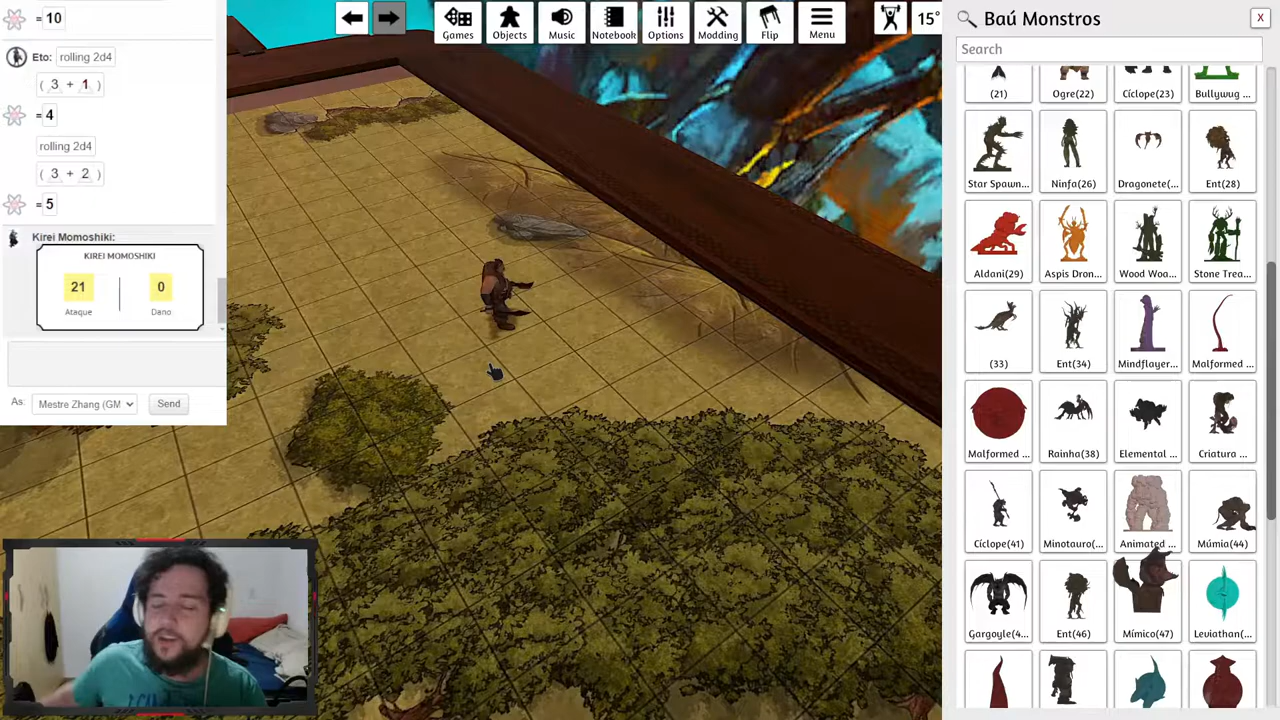 = 10
Eto: rolling 2d4
( 3 + 1 )
= 4
rolling 2d4
( 3 + 2 )
= 5
Kirei Momoshiki:
KIREI MOMOSHIKI
21 0
Ataque Dano
As: Mestre Zhang (GM Send
Games Objects Music Notebook Options Modding Flip Menu 15°
Baú Monstros X
Search
(21) Ogre(22) Cíclope(23) Bullywug ...
Star Spawn... Ninfa(26) Dragonete(... Ent(28)
Aldani(29) Aspis Dron... Wood Woa... Stone Trea...
(33) Ent(34) Mindflayer... Malformed ...
Malformed ... Rainha(38) Elemental ... Criatura ...
Cíclope(41) Minotauro(... Animated ... Múmia(44)
Gargoyle(4... Ent(46) Mímico(47) Leviathan(...